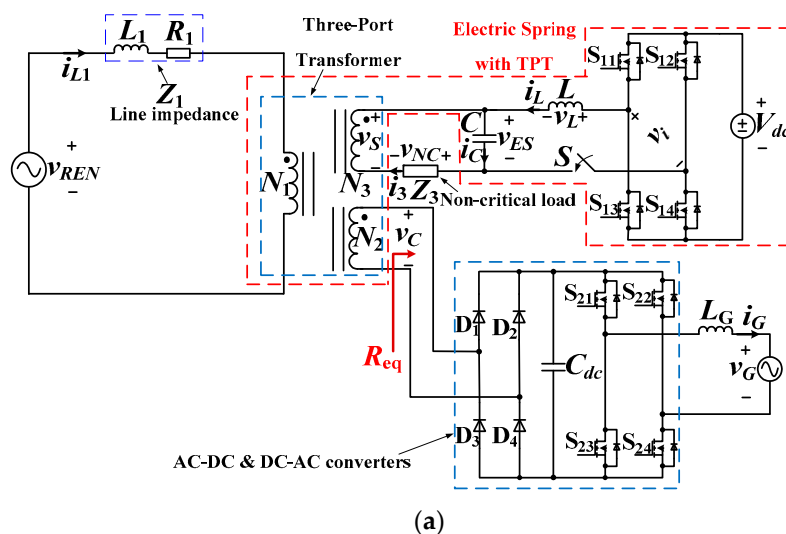 Three-Port
Transformer
Electric Spring
with TPT
L1 R1
iL1
Z1
Line impedance
S11 S12
iL L
C
+
vS
−
+
vES
−
−vL+
iC
+
vi
−
+
Vdc
−
+
vREN
−
−vNC+
S
N1
N3
i3 Z3
Non-critical load
S13 S14
N2
+
vC
−
Req
D1 D2
S21 S22
LG iG
Cdc
+
vG
−
D3 D4
S23 S24
AC-DC & DC-AC
converters
(a)